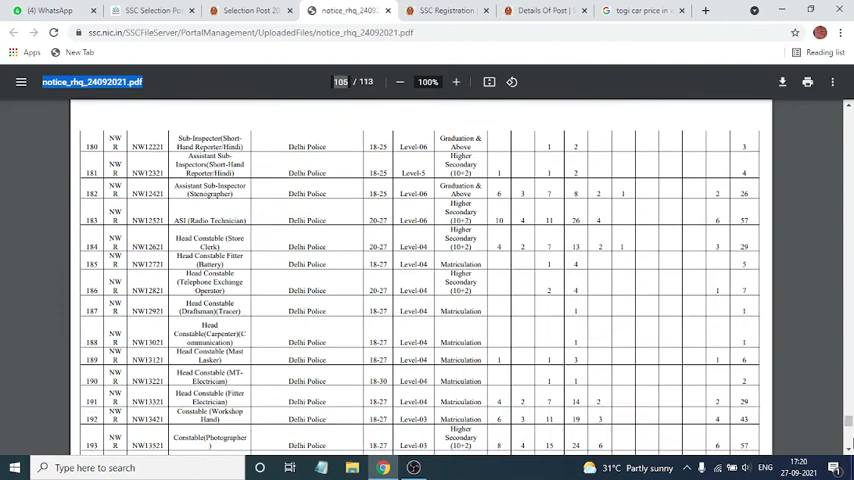 (4) WhatsApp
SSC Selection Post
Selection Post 20
notice_rhq_2409202
SSC Registration
Details Of Post |
togi car price in
ssc.nic.in/SSCFileServer/PortalManagement/UploadedFiles/notice_rhq_24092021.pdf
Apps New Tab Reading list
notice_rhq_24092021.pdf 105 / 113 100%
180 NW R NW12221 Sub-Inspector(Short-Hand Reporter/Hindi) Delhi Police 18-25 Level-06 Graduation & Above 1 2 3
181 NW R NW12321 Assistant Sub-Inspectors(Short-Hand Reporter/Hindi) Delhi Police 18-25 Level-5 Higher Secondary (10+2) 1 1 2 4
182 NW R NW12421 Assistant Sub-Inspector (Stenographer) Delhi Police 18-25 Level-06 Graduation & Above 6 3 7 8 2 1 2 26
183 NW R NW12521 ASI (Radio Technician) Delhi Police 20-27 Level-06 Higher Secondary (10+2) 10 4 11 26 4 6 57
184 NW R NW12621 Head Constable (Store Clerk) Delhi Police 20-27 Level-04 Higher Secondary (10+2) 4 2 7 13 2 1 3 29
185 NW R NW12721 Head Constable Fitter (Battery) Delhi Police 18-27 Level-04 Matriculation 1 4 5
186 NW R NW12821 Head Constable (Telephone Exchange Operator) Delhi Police 20-27 Level-04 Higher Secondary (10+2) 2 4 1 7
187 NW R NW12921 Head Constable (Draftsman)(Tracer) Delhi Police 18-27 Level-04 Matriculation 1 1
188 NW R NW13021 Head Constable(Carpenter)(Communication) Delhi Police 18-27 Level-04 Matriculation 1 1
189 NW R NW13121 Head Constable (Mast Lasker) Delhi Police 18-27 Level-04 Matriculation 1 1 3 1 6
190 NW R NW13221 Head Constable (MT-Electrician) Delhi Police 18-30 Level-04 Matriculation 1 1 2
191 NW R NW13321 Head Constable (Fitter Electrician) Delhi Police 18-27 Level-04 Matriculation 4 2 7 14 2 2 29
192 NW R NW13421 Constable (Workshop Hand) Delhi Police 18-27 Level-03 Matriculation 6 3 11 19 3 4 43
193 NW R NW13521 Constable(Photographer) Delhi Police 18-27 Level-03 Higher Secondary (10+2) 8 4 15 24 6 6 57
Type here to search
31°C Partly sunny ENG
17:20
27-09-2021
1